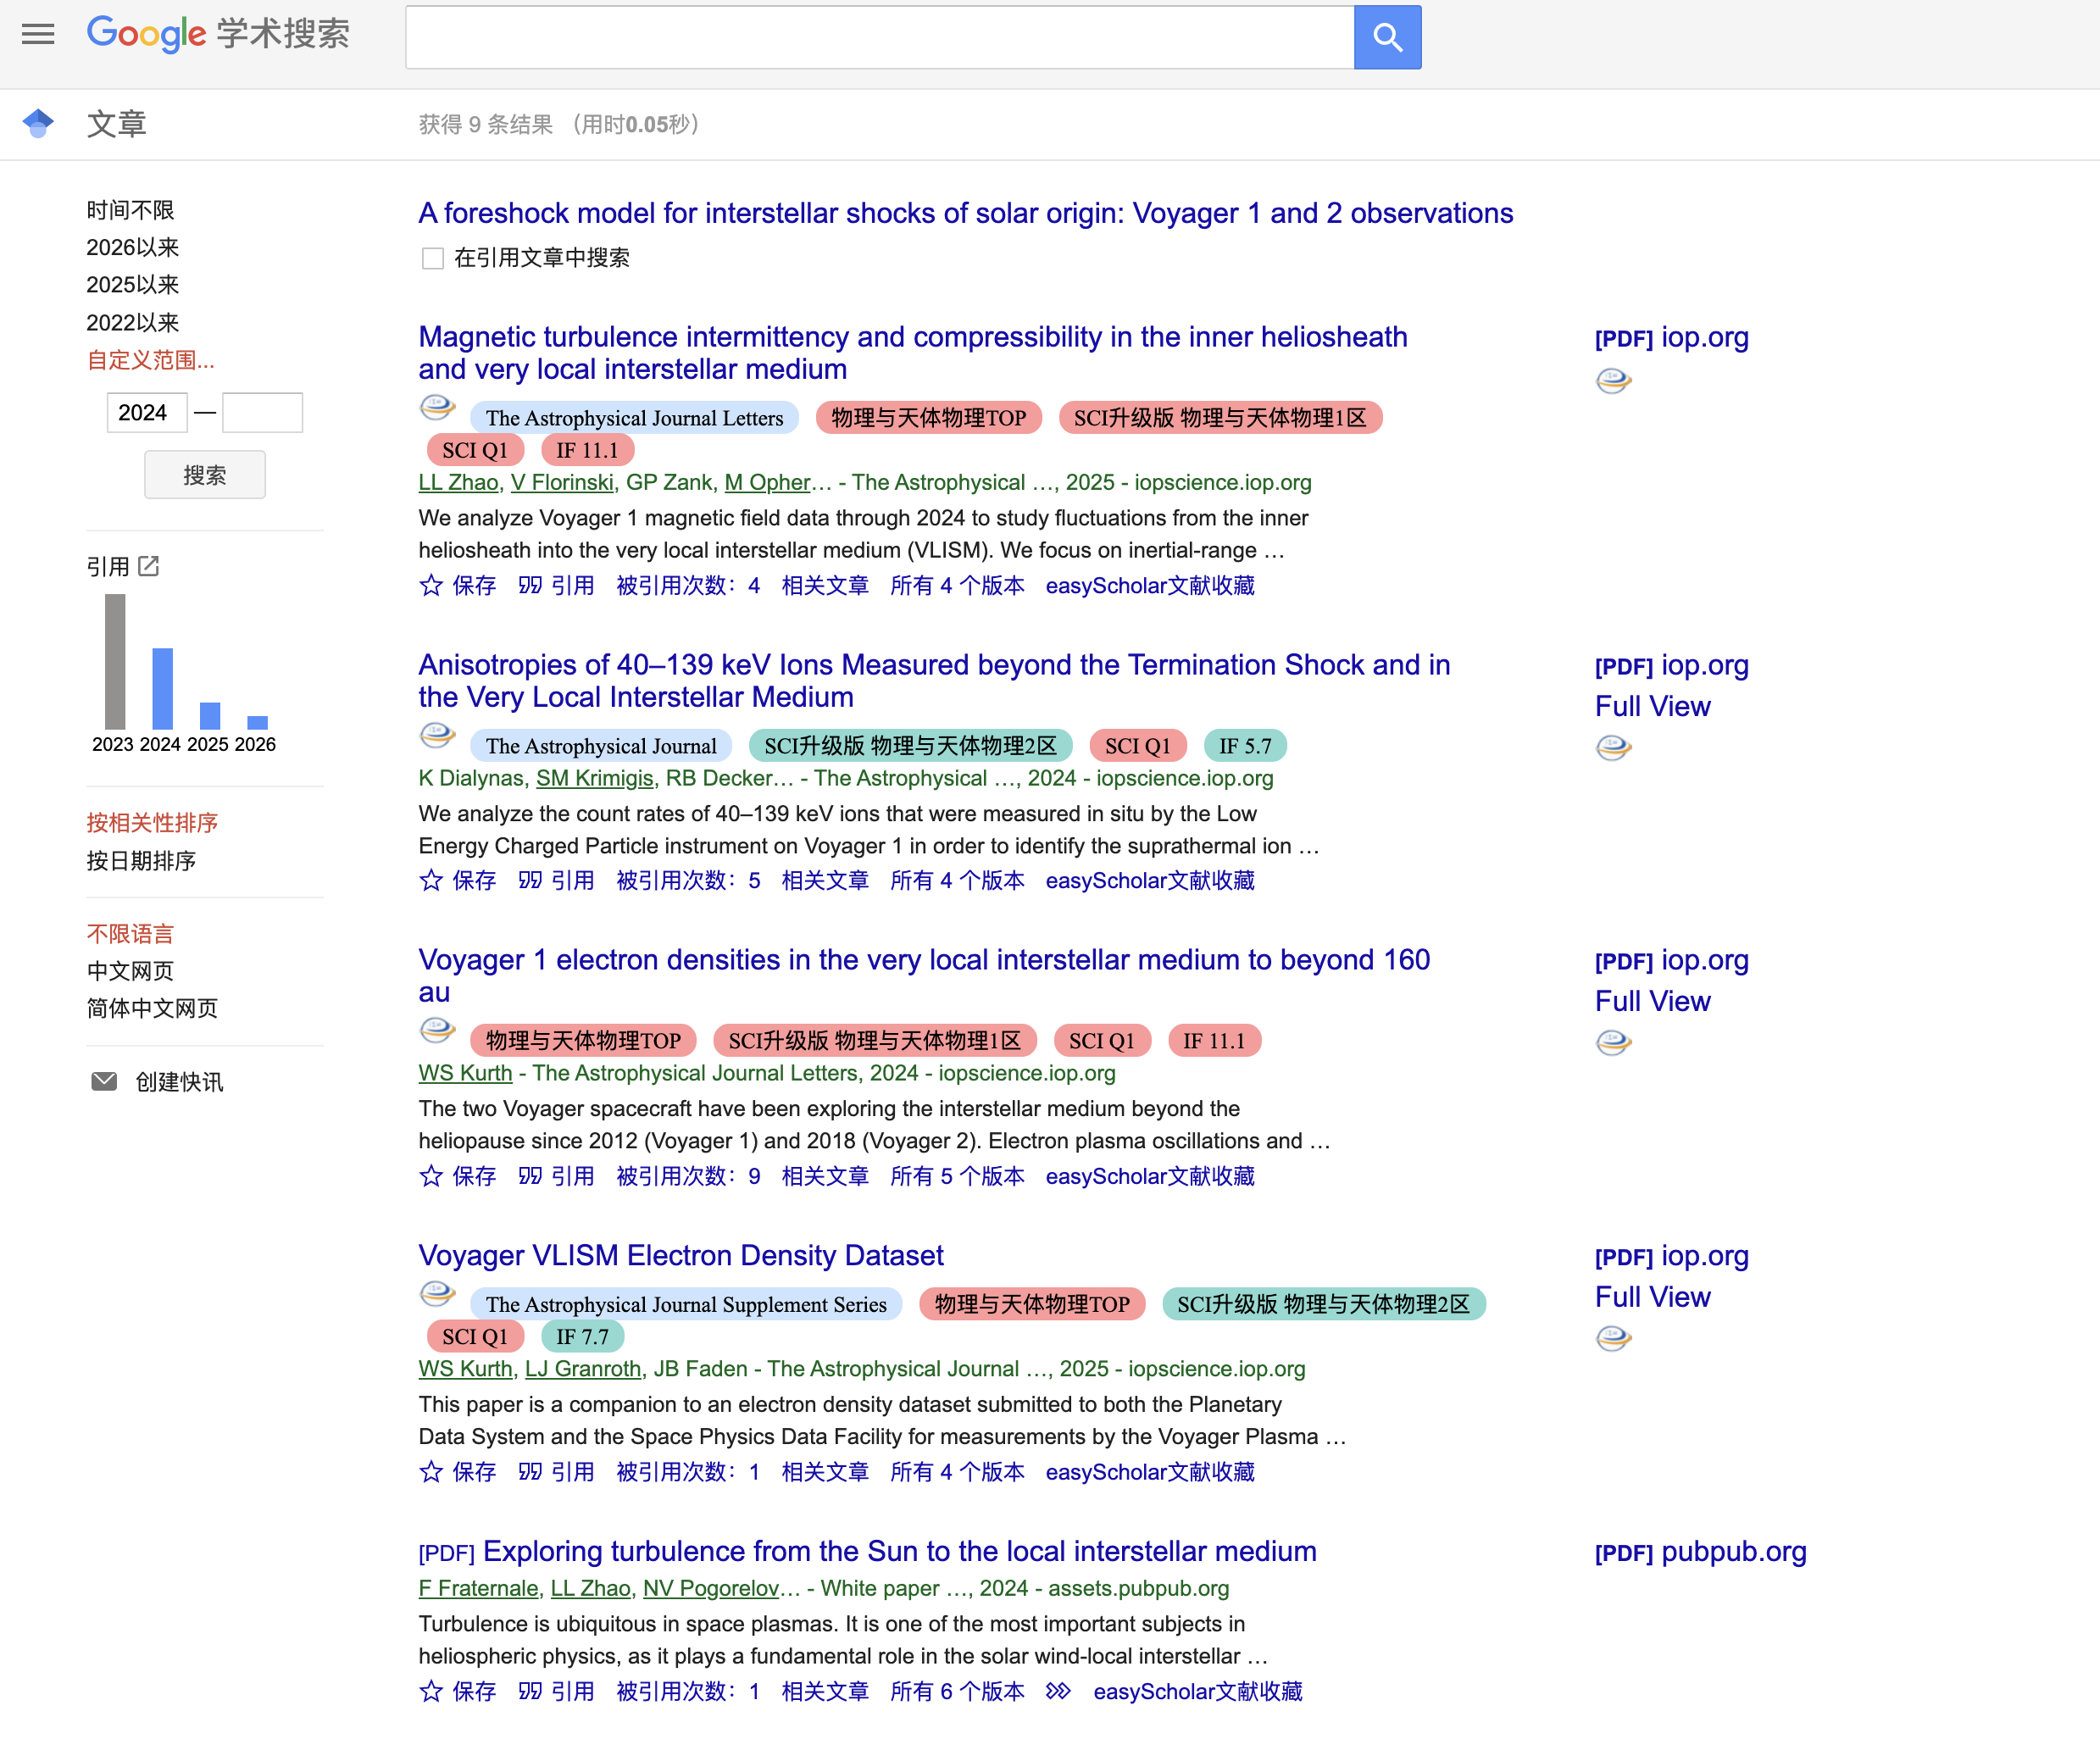 Google 学术搜索
文章
获得 9 条结果 （用时0.05秒）
时间不限
2026以来
2025以来
2022以来
自定义范围...
2024 —
搜索
引用
2023 2024 2025 2026
按相关性排序
按日期排序
不限语言
中文网页
简体中文网页
创建快讯
A foreshock model for interstellar shocks of solar origin: Voyager 1 and 2 observations
在引用文章中搜索
Magnetic turbulence intermittency and compressibility in the inner heliosheath
and very local interstellar medium
The Astrophysical Journal Letters 物理与天体物理TOP SCI升级版 物理与天体物理1区
SCI Q1 IF 11.1
LL Zhao, V Florinski, GP Zank, M Opher… - The Astrophysical …, 2025 - iopscience.iop.org
We analyze Voyager 1 magnetic field data through 2024 to study fluctuations from the inner
heliosheath into the very local interstellar medium (VLISM). We focus on inertial-range …
保存 引用 被引用次数：4 相关文章 所有 4 个版本 easyScholar文献收藏
[PDF] iop.org
Anisotropies of 40–139 keV Ions Measured beyond the Termination Shock and in
the Very Local Interstellar Medium
The Astrophysical Journal SCI升级版 物理与天体物理2区 SCI Q1 IF 5.7
K Dialynas, SM Krimigis, RB Decker… - The Astrophysical …, 2024 - iopscience.iop.org
We analyze the count rates of 40–139 keV ions that were measured in situ by the Low
Energy Charged Particle instrument on Voyager 1 in order to identify the suprathermal ion …
保存 引用 被引用次数：5 相关文章 所有 4 个版本 easyScholar文献收藏
[PDF] iop.org
Full View
Voyager 1 electron densities in the very local interstellar medium to beyond 160
au
物理与天体物理TOP SCI升级版 物理与天体物理1区 SCI Q1 IF 11.1
WS Kurth - The Astrophysical Journal Letters, 2024 - iopscience.iop.org
The two Voyager spacecraft have been exploring the interstellar medium beyond the
heliopause since 2012 (Voyager 1) and 2018 (Voyager 2). Electron plasma oscillations and …
保存 引用 被引用次数：9 相关文章 所有 5 个版本 easyScholar文献收藏
[PDF] iop.org
Full View
Voyager VLISM Electron Density Dataset
The Astrophysical Journal Supplement Series 物理与天体物理TOP SCI升级版 物理与天体物理2区
SCI Q1 IF 7.7
WS Kurth, LJ Granroth, JB Faden - The Astrophysical Journal …, 2025 - iopscience.iop.org
This paper is a companion to an electron density dataset submitted to both the Planetary
Data System and the Space Physics Data Facility for measurements by the Voyager Plasma …
保存 引用 被引用次数：1 相关文章 所有 4 个版本 easyScholar文献收藏
[PDF] iop.org
Full View
[PDF] Exploring turbulence from the Sun to the local interstellar medium
F Fraternale, LL Zhao, NV Pogorelov… - White paper …, 2024 - assets.pubpub.org
Turbulence is ubiquitous in space plasmas. It is one of the most important subjects in
heliospheric physics, as it plays a fundamental role in the solar wind-local interstellar …
保存 引用 被引用次数：1 相关文章 所有 6 个版本 easyScholar文献收藏
[PDF] pubpub.org